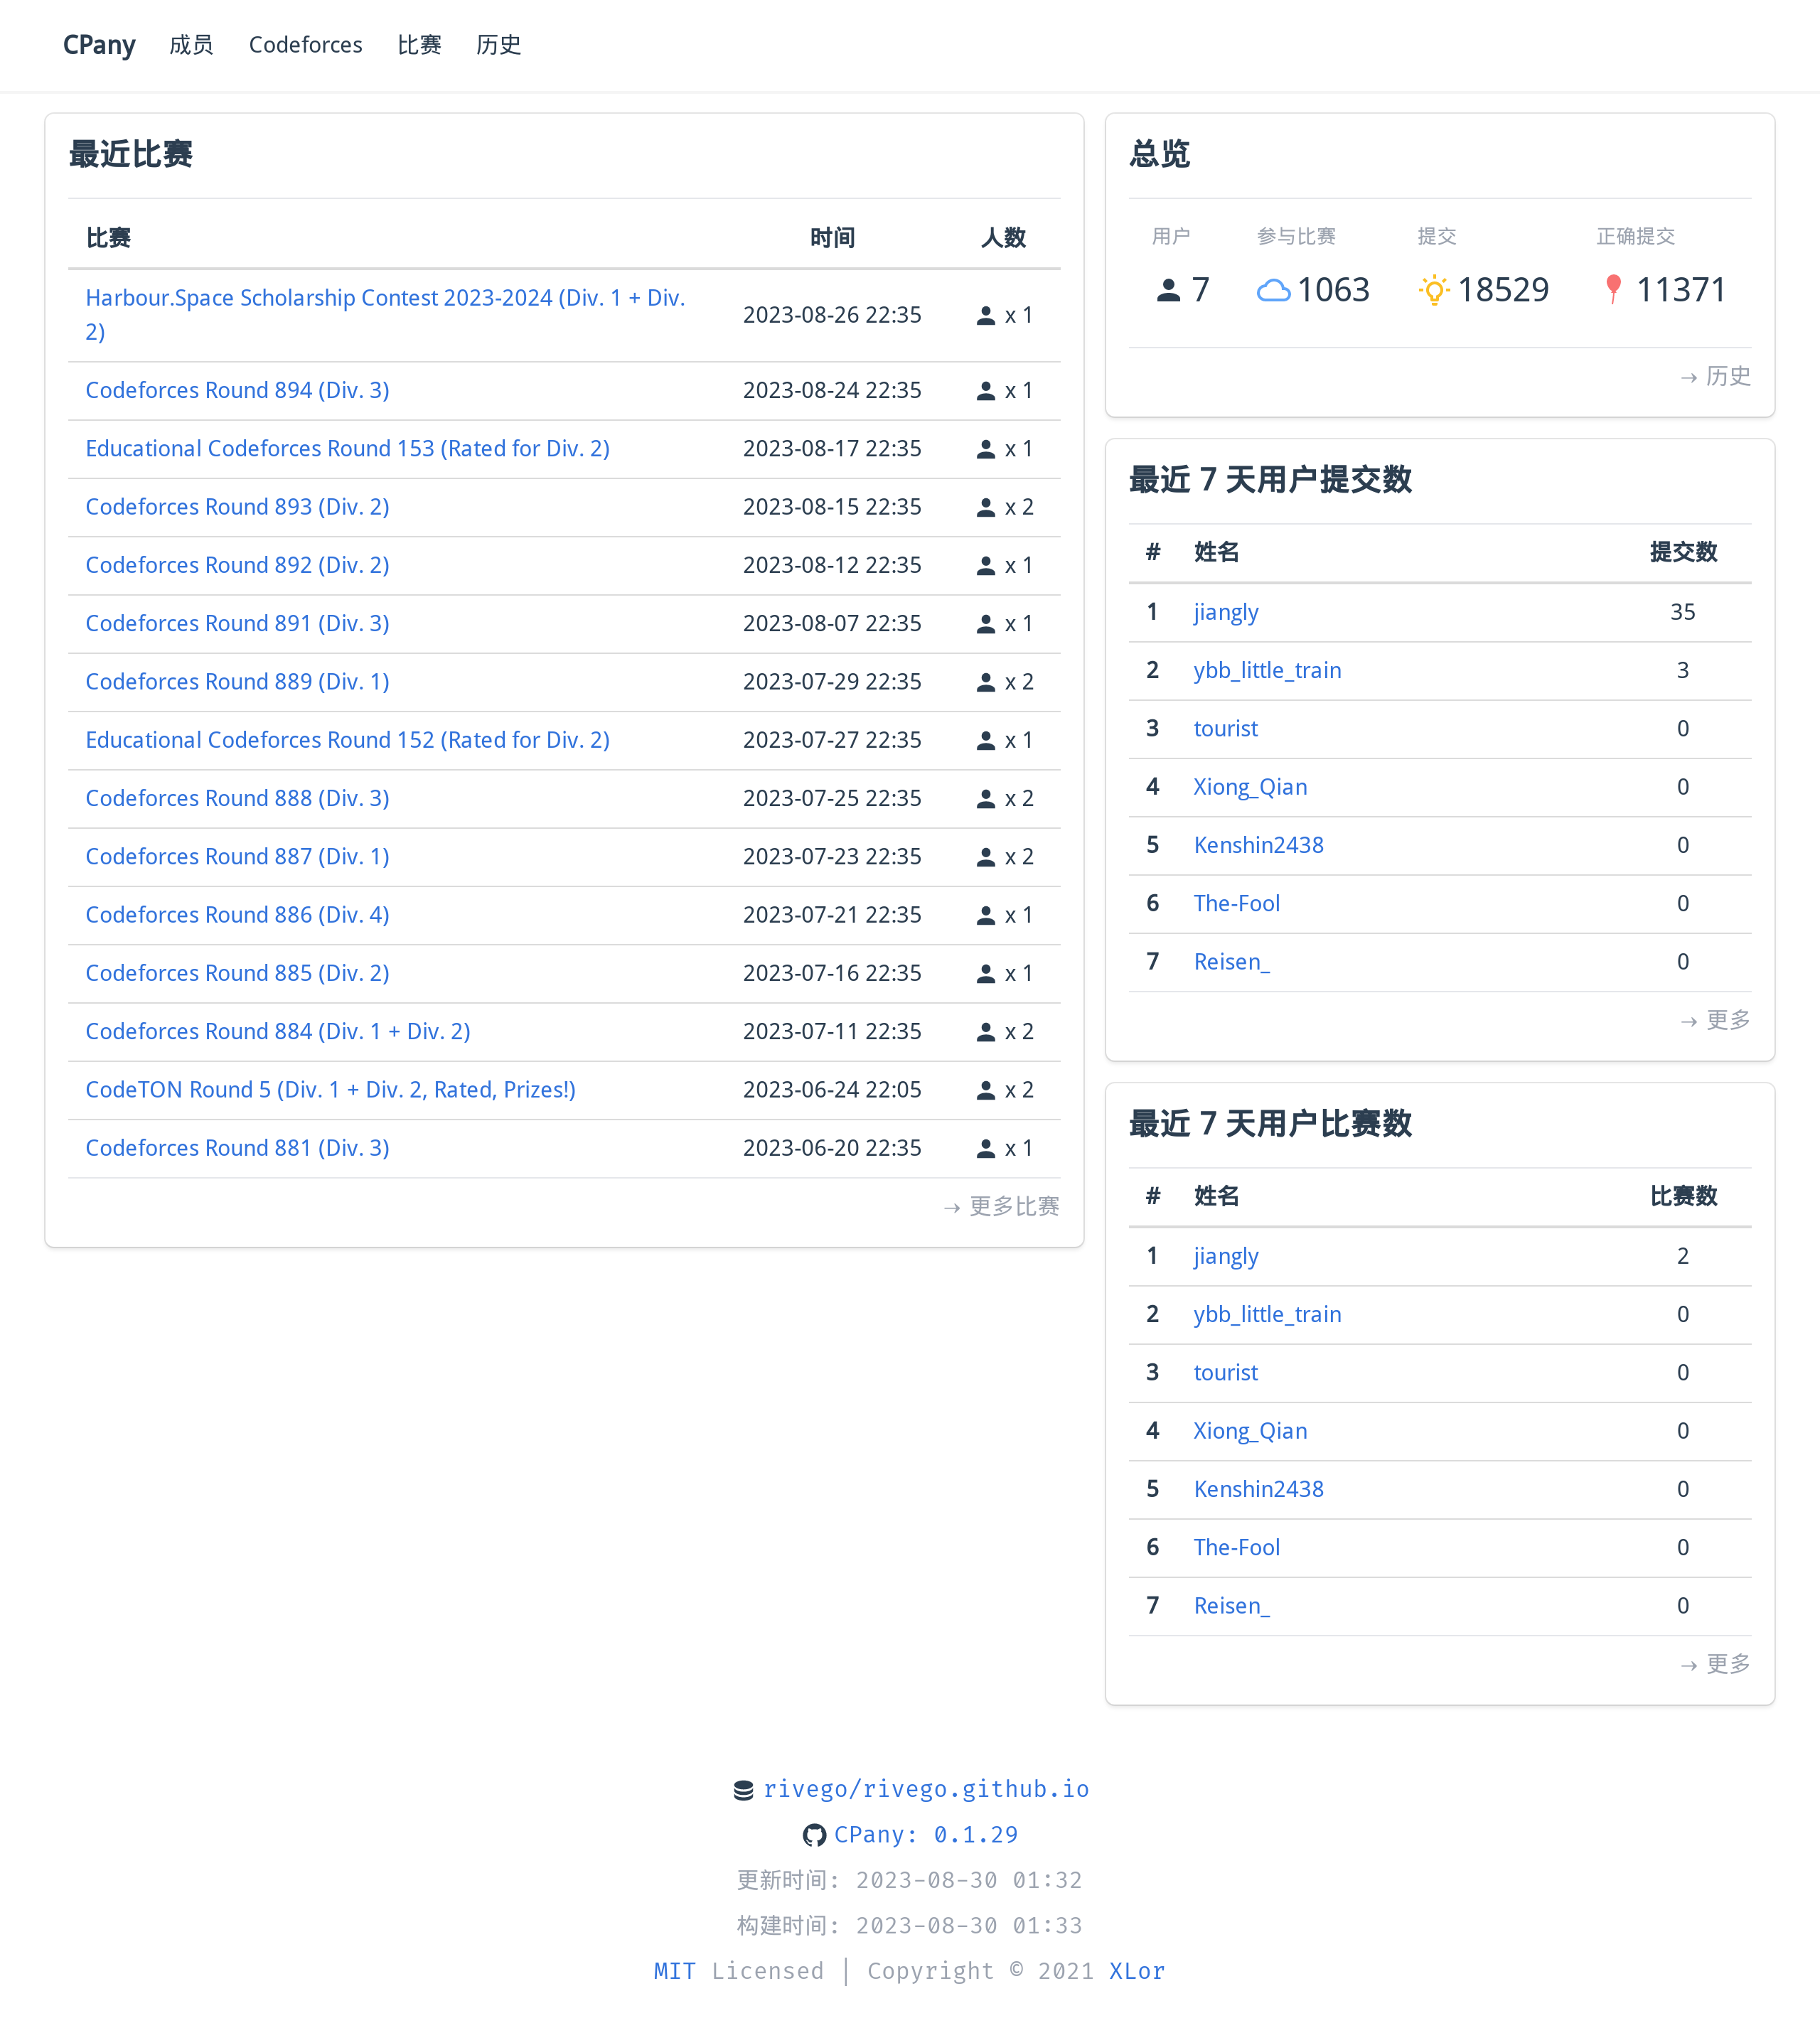 CPany 成员 Codeforces 比赛 历史
最近比赛
比赛 时间 人数
Harbour.Space Scholarship Contest 2023-2024 (Div. 1 + Div.
2) 2023-08-26 22:35 x 1
Codeforces Round 894 (Div. 3) 2023-08-24 22:35 x 1
Educational Codeforces Round 153 (Rated for Div. 2) 2023-08-17 22:35 x 1
Codeforces Round 893 (Div. 2) 2023-08-15 22:35 x 2
Codeforces Round 892 (Div. 2) 2023-08-12 22:35 x 1
Codeforces Round 891 (Div. 3) 2023-08-07 22:35 x 1
Codeforces Round 889 (Div. 1) 2023-07-29 22:35 x 2
Educational Codeforces Round 152 (Rated for Div. 2) 2023-07-27 22:35 x 1
Codeforces Round 888 (Div. 3) 2023-07-25 22:35 x 2
Codeforces Round 887 (Div. 1) 2023-07-23 22:35 x 2
Codeforces Round 886 (Div. 4) 2023-07-21 22:35 x 1
Codeforces Round 885 (Div. 2) 2023-07-16 22:35 x 1
Codeforces Round 884 (Div. 1 + Div. 2) 2023-07-11 22:35 x 2
CodeTON Round 5 (Div. 1 + Div. 2, Rated, Prizes!) 2023-06-24 22:05 x 2
Codeforces Round 881 (Div. 3) 2023-06-20 22:35 x 1
→ 更多比赛
总览
用户 参与比赛 提交 正确提交
7 1063 18529 11371
→ 历史
最近 7 天用户提交数
# 姓名 提交数
1 jiangly 35
2 ybb_little_train 3
3 tourist 0
4 Xiong_Qian 0
5 Kenshin2438 0
6 The-Fool 0
7 Reisen_ 0
→ 更多
最近 7 天用户比赛数
# 姓名 比赛数
1 jiangly 2
2 ybb_little_train 0
3 tourist 0
4 Xiong_Qian 0
5 Kenshin2438 0
6 The-Fool 0
7 Reisen_ 0
→ 更多
rivego/rivego.github.io
CPany: 0.1.29
更新时间: 2023-08-30 01:32
构建时间: 2023-08-30 01:33
MIT Licensed | Copyright © 2021 XLor